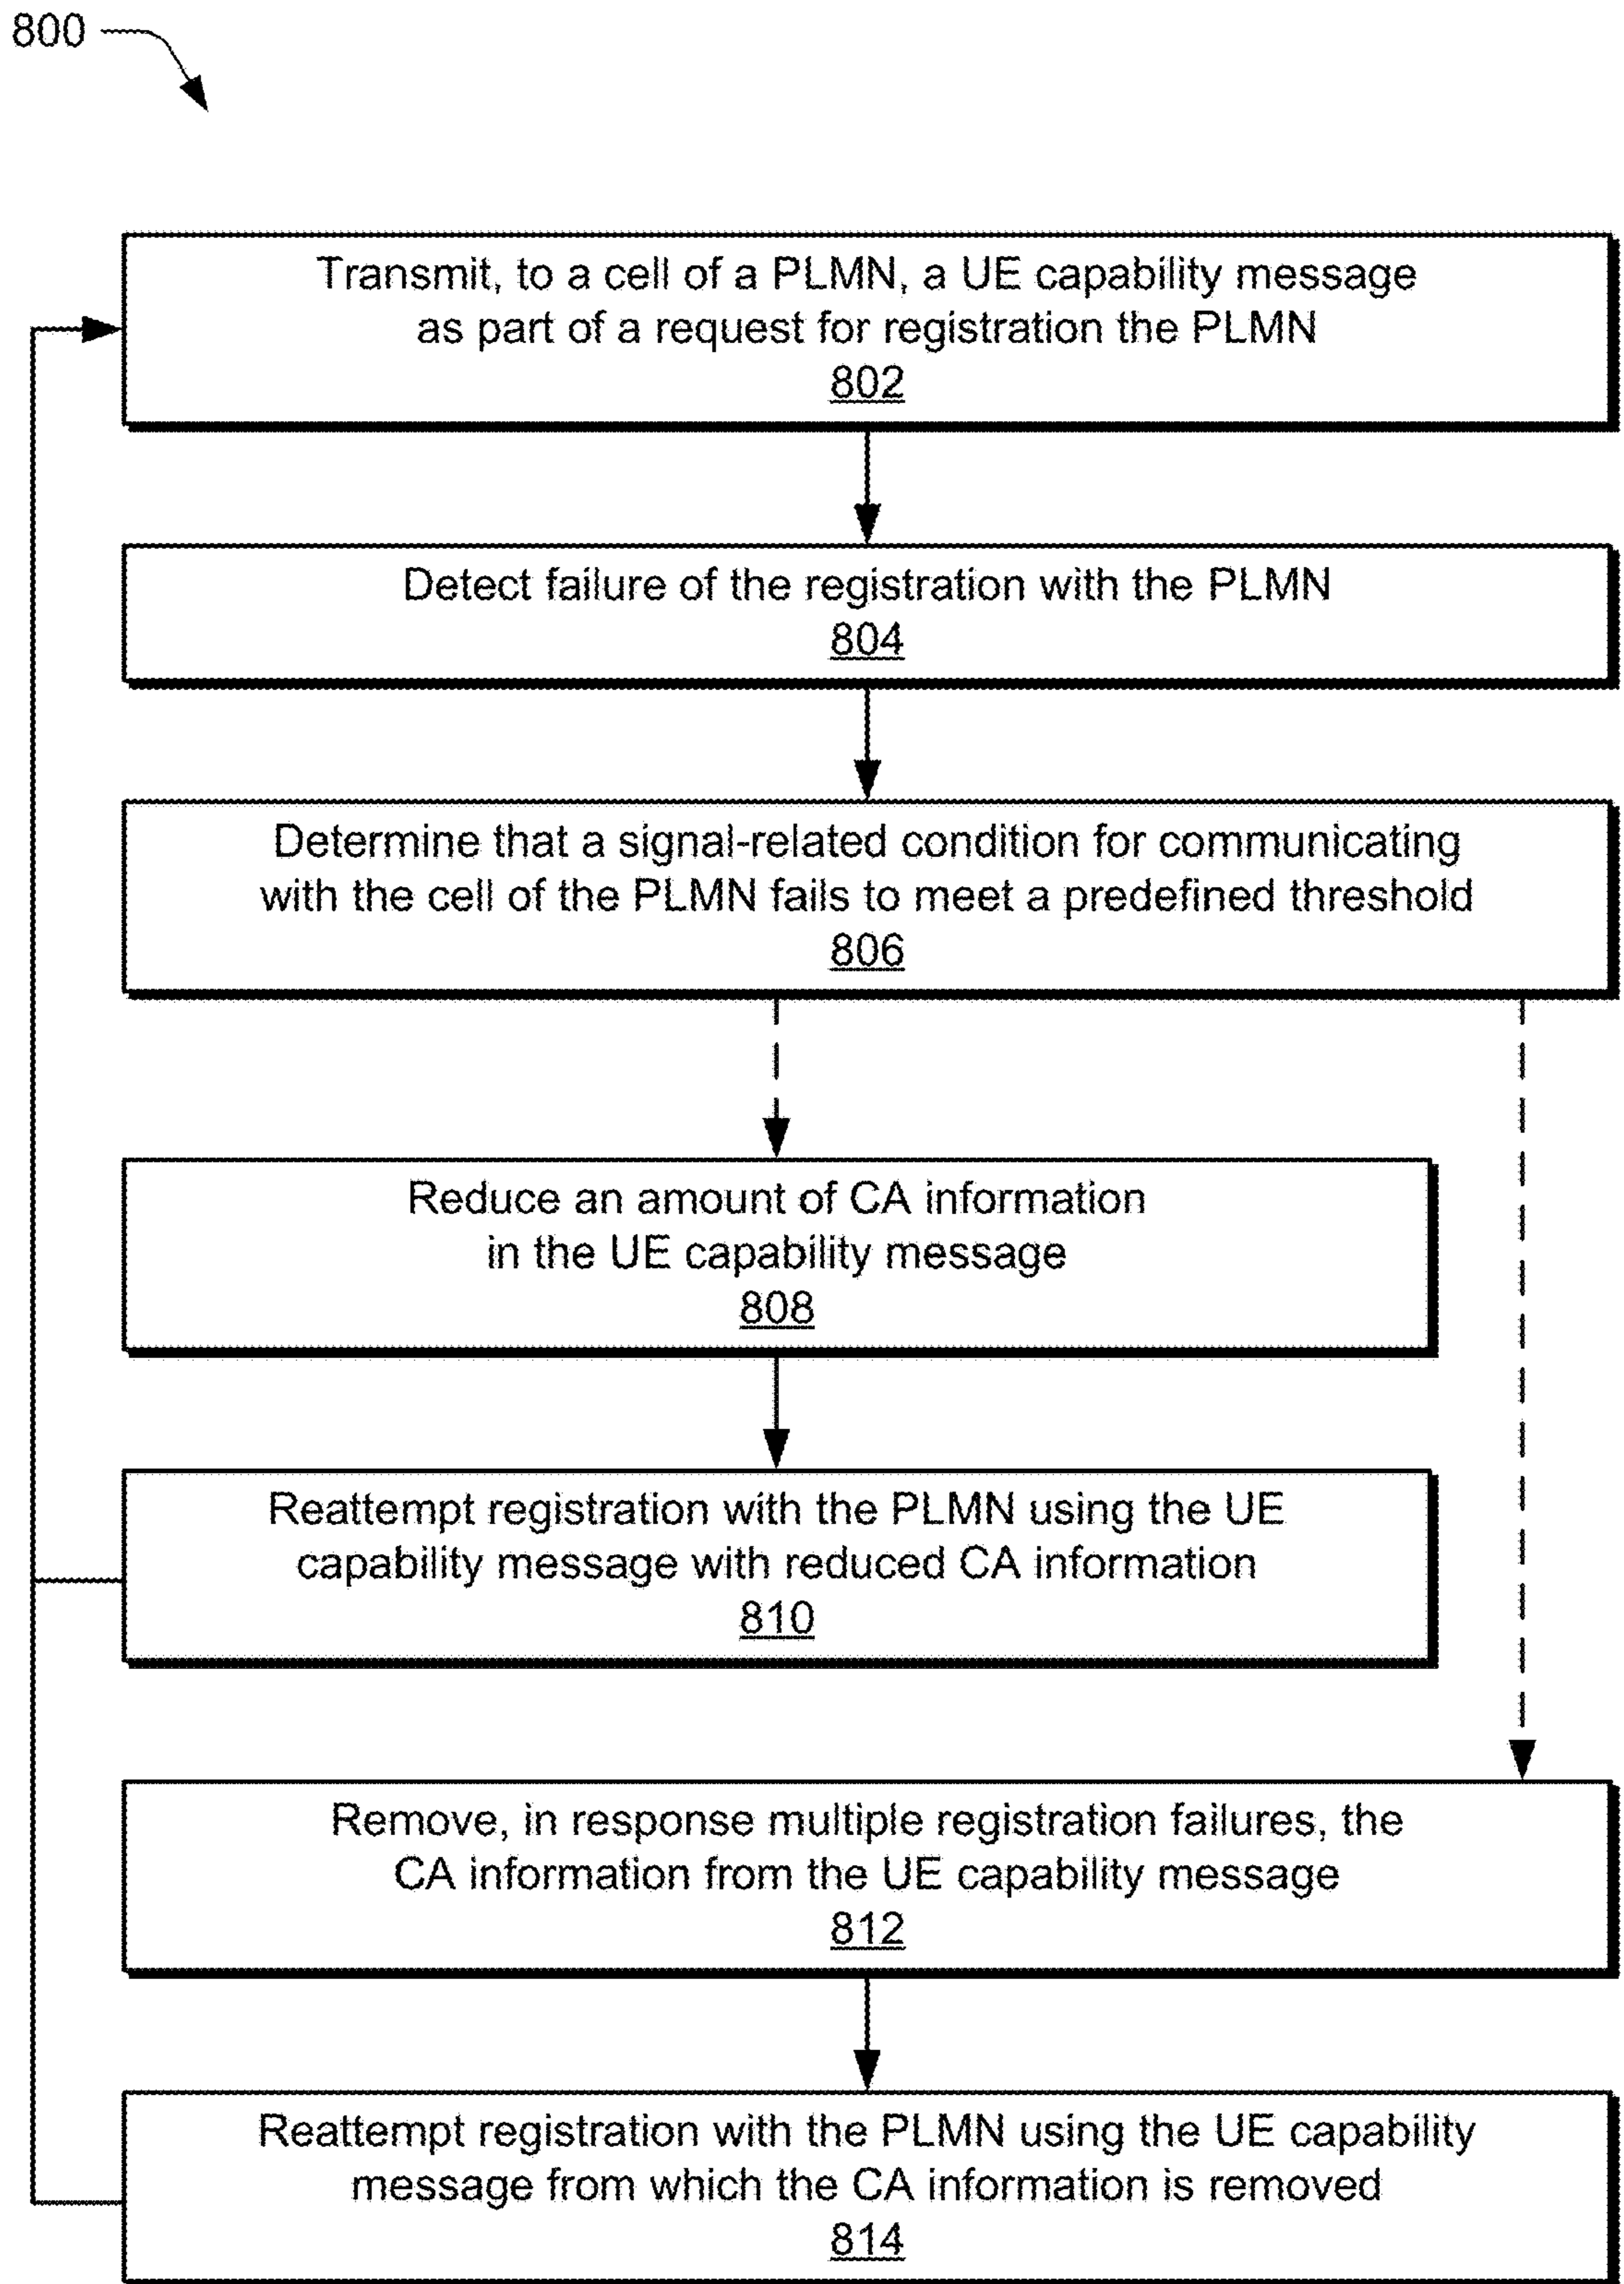 800
Transmit, to a cell of a PLMN, a UE capability message
as part of a request for registration the PLMN
802
Detect failure of the registration with the PLMN
804
Determine that a signal-related condition for communicating
with the cell of the PLMN fails to meet a predefined threshold
806
Reduce an amount of CA information
in the UE capability message
808
Reattempt registration with the PLMN using the UE
capability message with reduced CA information
810
Remove, in response multiple registration failures, the
CA information from the UE capability message
812
Reattempt registration with the PLMN using the UE capability
message from which the CA information is removed
814